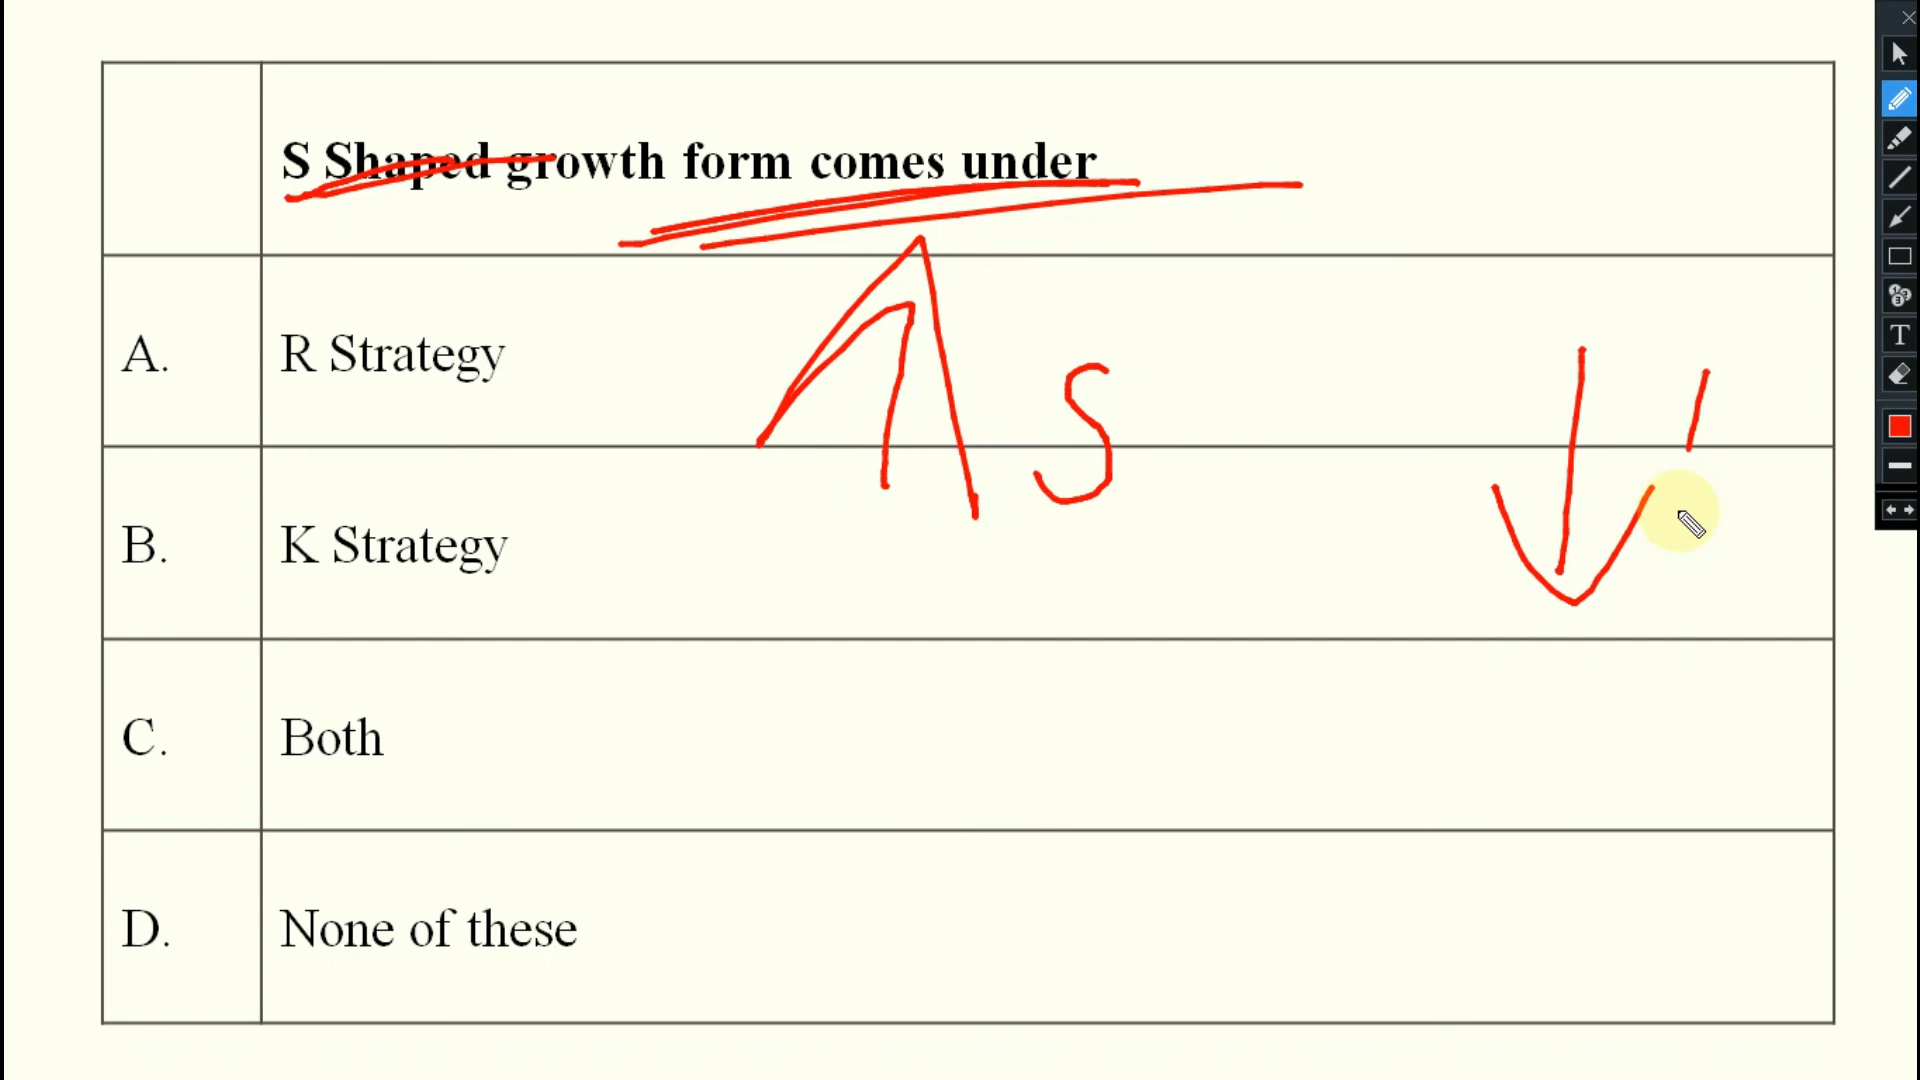 S Shaped growth form comes under
A. R Strategy
S
B. K Strategy
C. Both
D. None of these
T